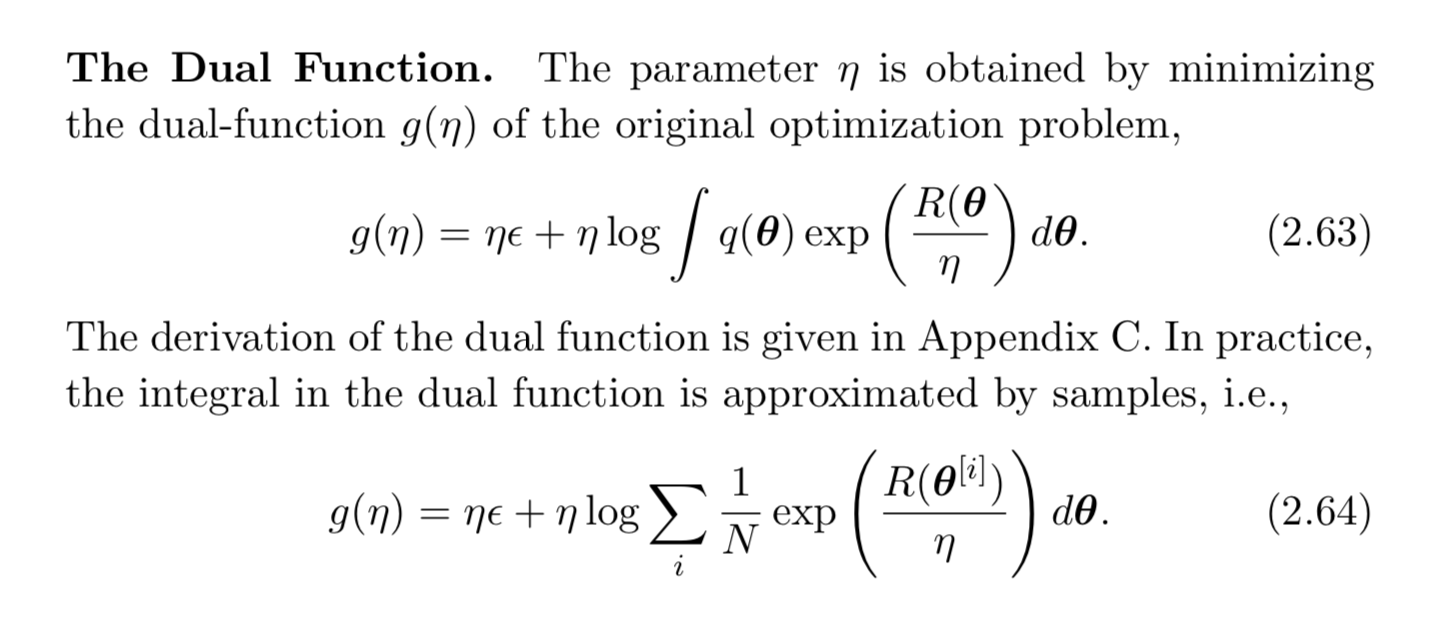 The Dual Function. The parameter η is obtained by minimizing
the dual-function g(η) of the original optimization problem,
g(η) = ηϵ + η log ∫ q(θ) exp (R(θ / η) dθ. (2.63)
The derivation of the dual function is given in Appendix C. In practice,
the integral in the dual function is approximated by samples, i.e.,
g(η) = ηϵ + η log ∑_i 1/N exp (R(θ^[i]) / η) dθ. (2.64)